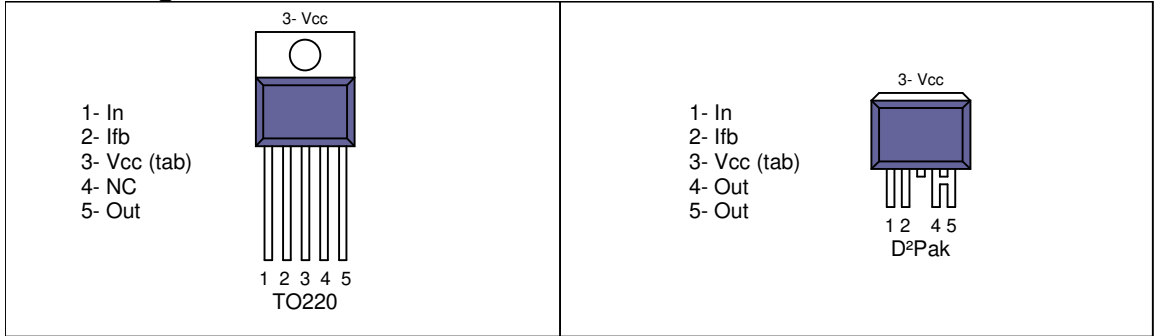 3- Vcc
1- In
2- Ifb
3- Vcc (tab)
4- NC
5- Out
1 2 3 4 5
TO220
3- Vcc
1- In
2- Ifb
3- Vcc (tab)
4- Out
5- Out
1 2 4 5
D²Pak